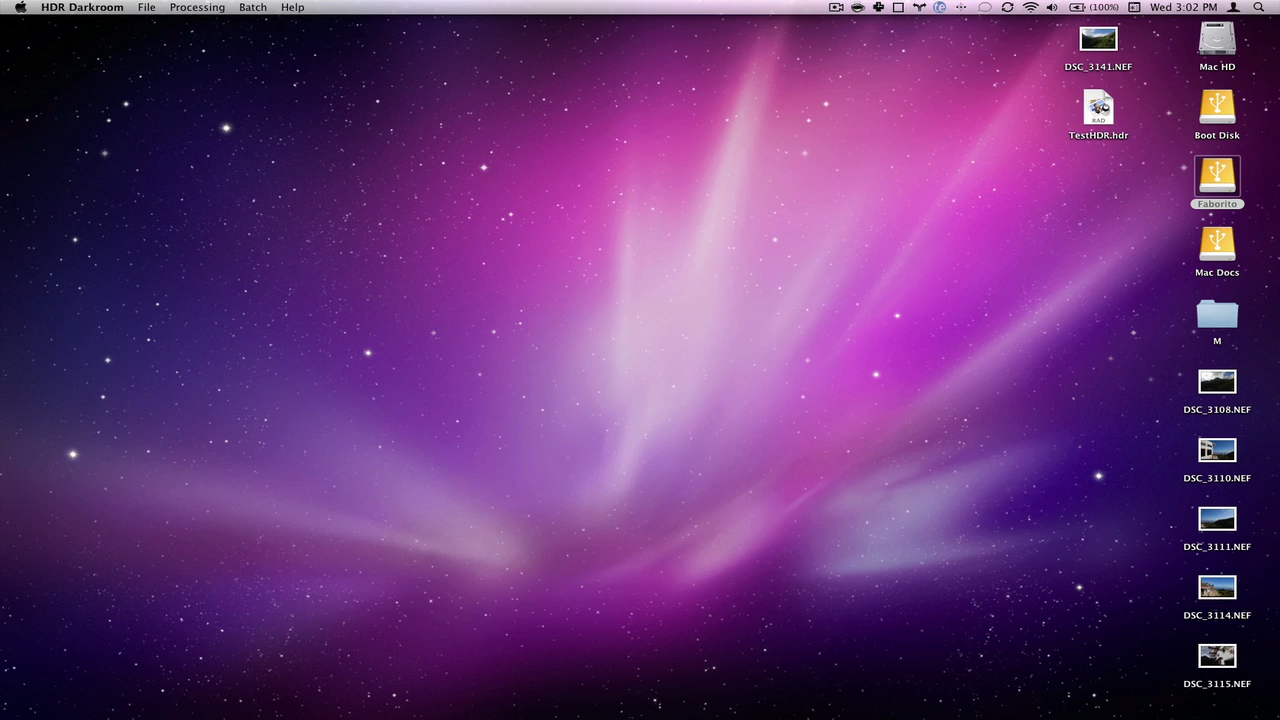 HDR Darkroom File Processing Batch Help (100%) Wed 3:02 PM
DSC_3141.NEF
Mac HD
RAD
TestHDR.hdr
Boot Disk
Faborito
Mac Docs
M
DSC_3108.NEF
DSC_3110.NEF
DSC_3111.NEF
DSC_3114.NEF
DSC_3115.NEF